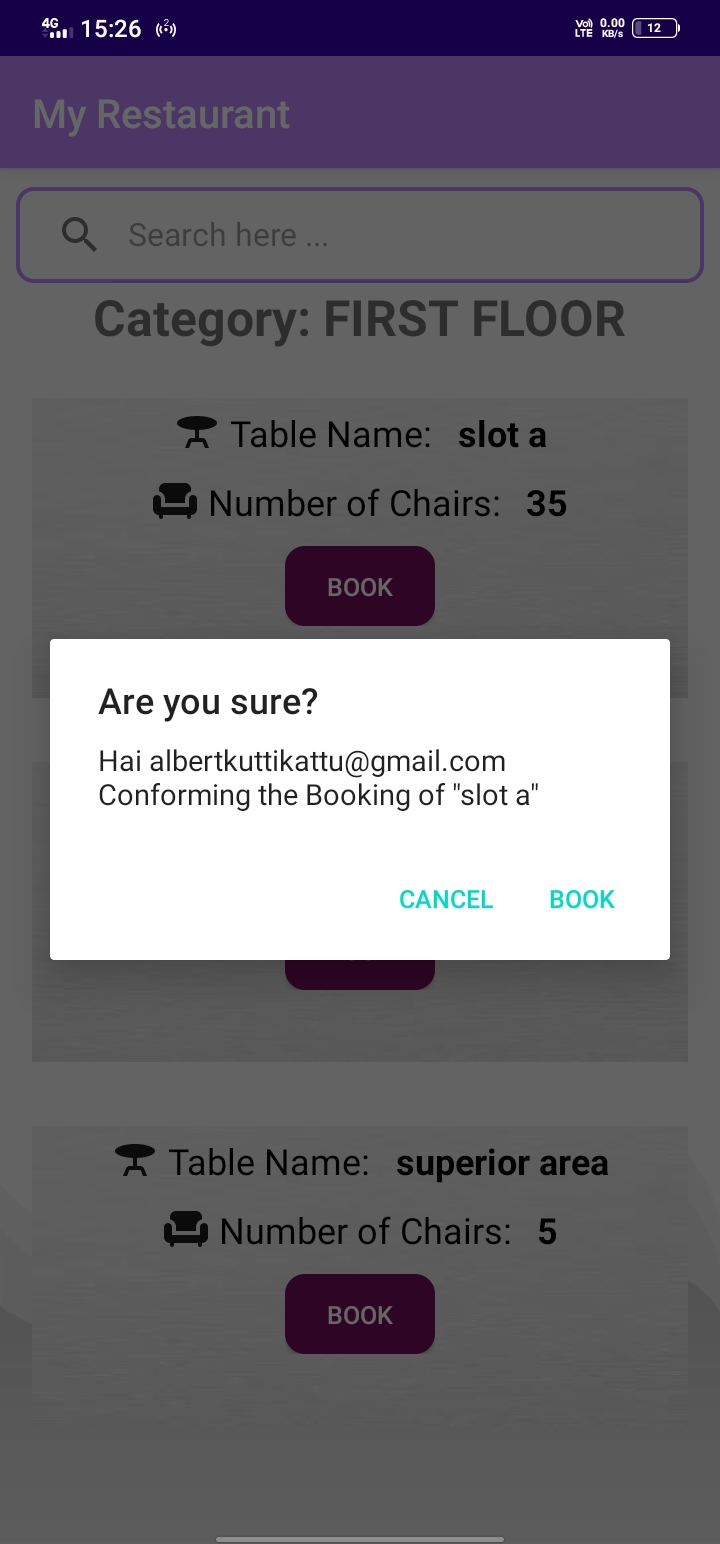 4G 15:26 2 Vo) LTE 0.00 KB/s 12
My Restaurant
Search here ...
Category: FIRST FLOOR
Table Name: slot a
Number of Chairs: 35
BOOK
Are you sure?
Hai albertkuttikattu@gmail.com
Conforming the Booking of "slot a"
CANCEL BOOK
Table Name: superior area
Number of Chairs: 5
BOOK